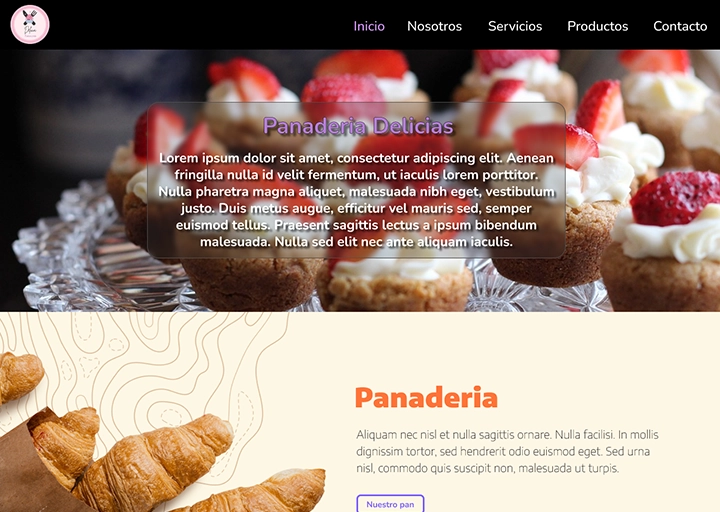 Inicio Nosotros Servicios Productos Contacto
Panaderia Delicias
Lorem ipsum dolor sit amet, consectetur adipiscing elit. Aenean
fringilla nulla id velit fermentum, ut iaculis lorem porttitor.
Nulla pharetra magna aliquet, malesuada nibh eget, vestibulum
justo. Duis metus augue, efficitur vel mauris sed, semper
euismod tellus. Praesent sagittis lectus a ipsum bibendum
malesuada. Nulla sed elit nec ante aliquam iaculis.
Panaderia
Aliquam nec nisl et nulla sagittis ornare. Nulla facilisi. In mollis
dignissim tortor, sed hendrerit odio euismod eget. Sed urna
nisl, commodo quis suscipit non, malesuada ut turpis.
Nuestro pan